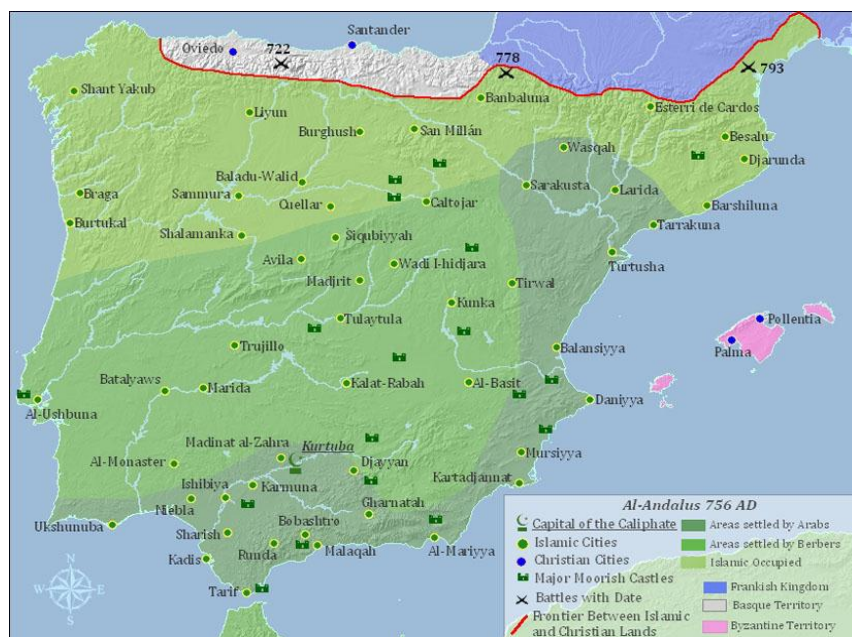 Santander
Oviedo
722
778
793
Shant Yakub
Liyun
Banbaluna
Esterri de Cardos
Burghush
San Millán
Besalu
Wasqah
Djarunda
Baladu-Walid
Sarakusta
Larida
Braga
Sammura
Cuellar
Caltojar
Barshiluna
Burtukal
Shalamanka
Siqubiyyah
Tarrakuna
Avila
Wadi I-hidjara
Turtusha
Madjrit
Tirwal
Kunka
Pollentia
Tulaytula
Palma
Trujillo
Balansiyya
Batalyaws
Marida
Kalat-Rabah
Al-Basit
Daniyya
Al-Ushbuna
Madinat al-Zahra
Kurtuba
Mursiyya
Al-Monaster
Djayyan
Ishibiya
Karmuna
Kartadjannat
Niebla
Gharnatah
Ukshunuba
Sharish
Bobashtro
Kadis
Runda
Malaqah
Al-Mariyya
Tarif
N
W
E
S
Al-Andalus 756 AD
Capital of the Caliphate
Islamic Cities
Christian Cities
Major Moorish Castles
Battles with Date
Frontier Between Islamic
and Christian Lands
Areas settled by Arabs
Areas settled by Berbers
Islamic Occupied
Frankish Kingdom
Basque Territory
Byzantine Territory